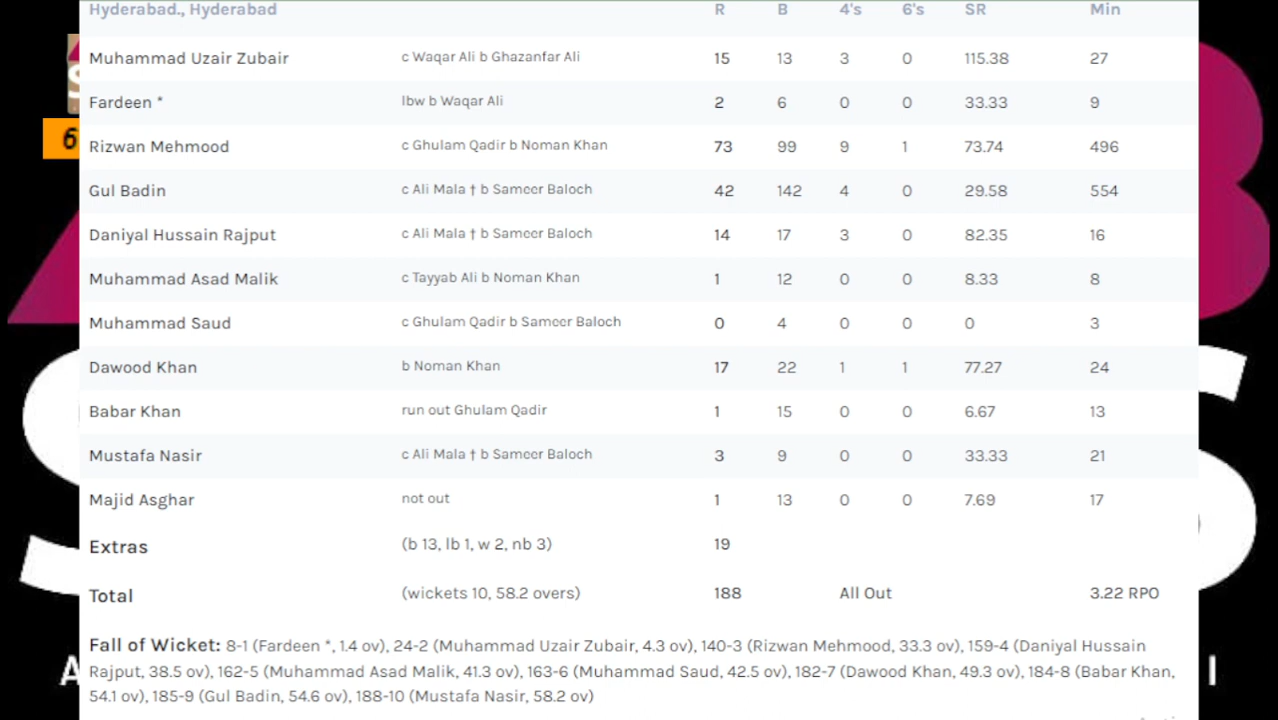 Hyderabad., Hyderabad R B 4's 6's SR Min
Muhammad Uzair Zubair c Waqar Ali b Ghazanfar Ali 15 13 3 0 115.38 27
Fardeen * lbw b Waqar Ali 2 6 0 0 33.33 9
6
Rizwan Mehmood c Ghulam Qadir b Noman Khan 73 99 9 1 73.74 496
Gul Badin c Ali Mala † b Sameer Baloch 42 142 4 0 29.58 554
Daniyal Hussain Rajput c Ali Mala † b Sameer Baloch 14 17 3 0 82.35 16
Muhammad Asad Malik c Tayyab Ali b Noman Khan 1 12 0 0 8.33 8
Muhammad Saud c Ghulam Qadir b Sameer Baloch 0 4 0 0 0 3
Dawood Khan b Noman Khan 17 22 1 1 77.27 24
Babar Khan run out Ghulam Qadir 1 15 0 0 6.67 13
Mustafa Nasir c Ali Mala † b Sameer Baloch 3 9 0 0 33.33 21
Majid Asghar not out 1 13 0 0 7.69 17
Extras (b 13, lb 1, w 2, nb 3) 19
Total (wickets 10, 58.2 overs) 188 All Out 3.22 RPO
Fall of Wicket: 8-1 (Fardeen *, 1.4 ov), 24-2 (Muhammad Uzair Zubair, 4.3 ov), 140-3 (Rizwan Mehmood, 33.3 ov), 159-4 (Daniyal Hussain
Rajput, 38.5 ov), 162-5 (Muhammad Asad Malik, 41.3 ov), 163-6 (Muhammad Saud, 42.5 ov), 182-7 (Dawood Khan, 49.3 ov), 184-8 (Babar Khan,
54.1 ov), 185-9 (Gul Badin, 54.6 ov), 188-10 (Mustafa Nasir, 58.2 ov)